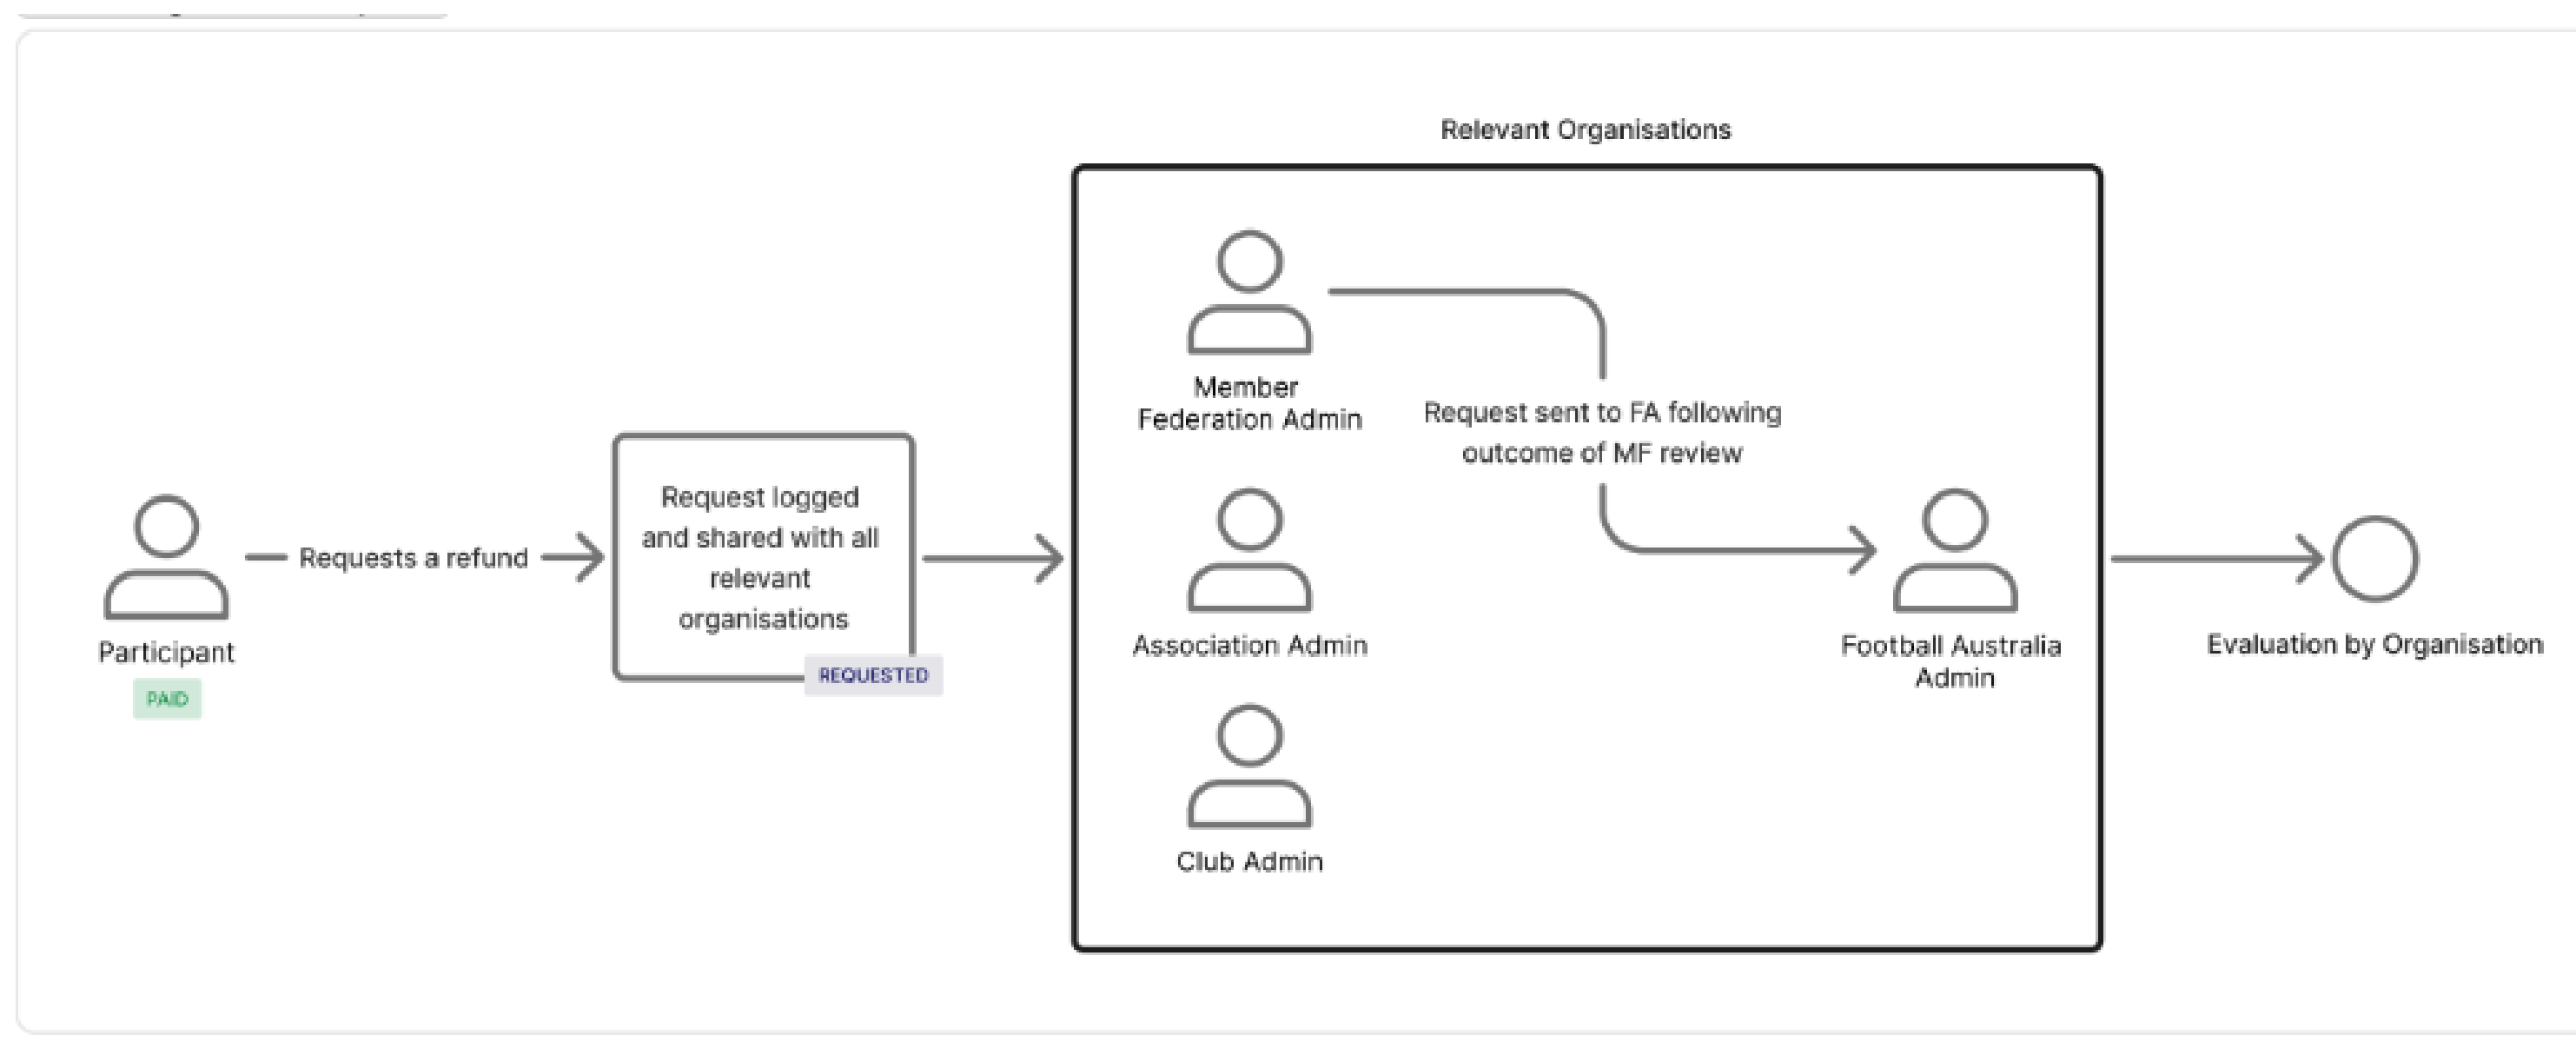 Relevant Organisations
Member
Federation Admin
Request sent to FA following
outcome of MF review
Request logged
and shared with all
relevant
organisations
REQUESTED
Requests a refund
Participant
PAID
Association Admin
Football Australia
Admin
Evaluation by Organisation
Club Admin